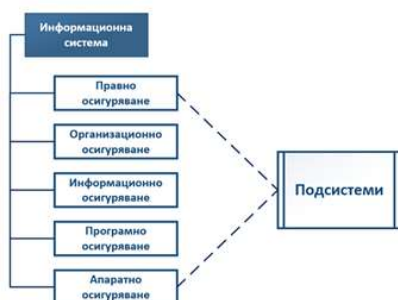 Информационна
система
Правно
осигуряване
Организационно
осигуряване
Информационно
осигуряване
Програмно
осигуряване
Апаратно
осигуряване
Подсистеми